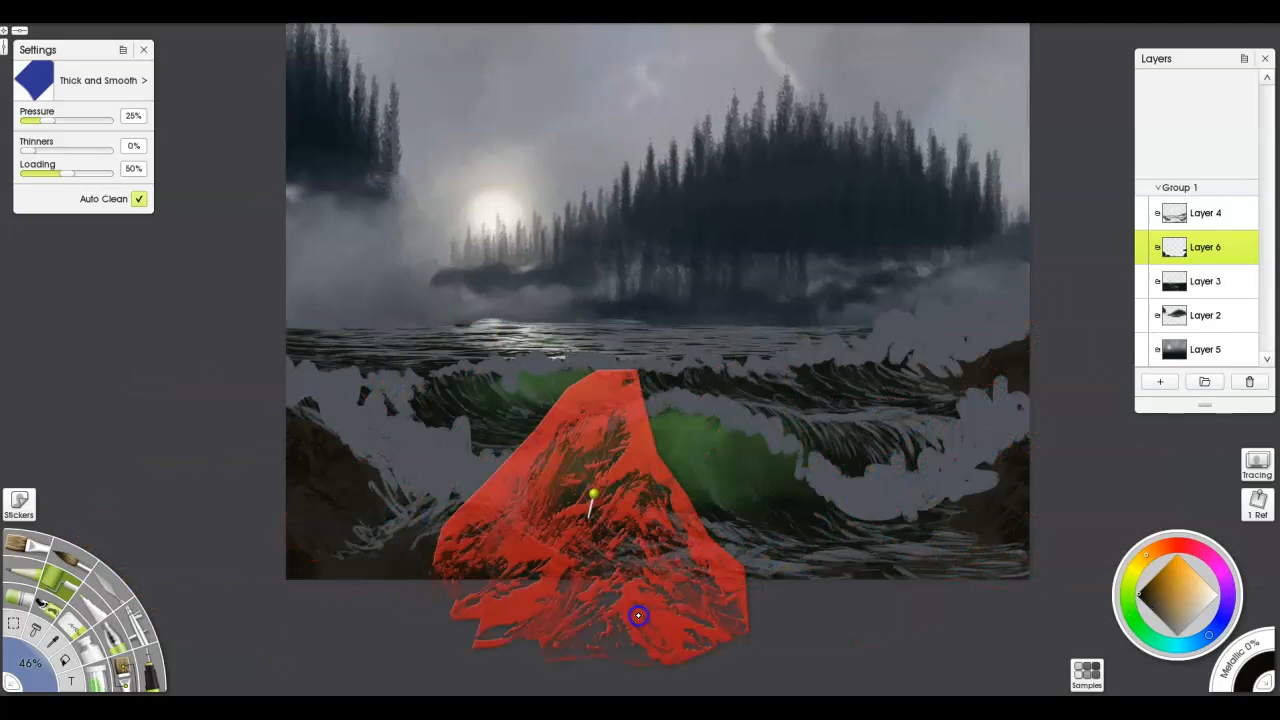 Settings
Thick and Smooth >
Pressure
25%
Thinners
0%
Loading
50%
Auto Clean
Layers
Group 1
Layer 4
Layer 6
Layer 3
Layer 2
Layer 5
Tracing
1 Ref
Stickers
46%
T
Samples
Metallic 0%